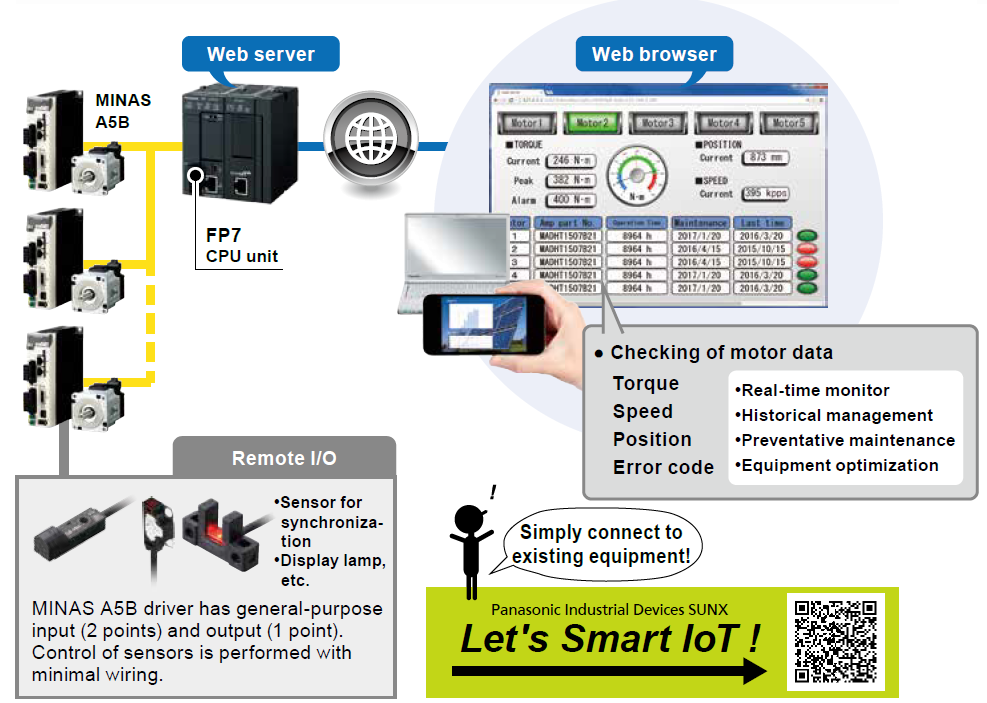 Web server
Web browser
MINAS
A5B
FP7
CPU unit
Motor1 Motor2 Motor3 Motor4 Motor5
■TORQUE
Current 246 N-m
Peak 382 N-m
Alarm 400 N-m
N-m
■POSITION
Current 873 mm
■SPEED
Current 395 kpps
tor Amp part No. Operation Time Maintenance Last time
1 MADHT1507821 8964 h 2017/1/20 2016/3/20
2 MADHT1507821 8964 h 2016/4/15 2015/10/15
3 MADHT1507821 8964 h 2016/4/15 2015/10/15
4 MADHT1507821 8964 h 2017/1/20 2016/3/20
MADHT1507821 8964 h 2017/1/20 2016/3/20
● Checking of motor data
Torque
Speed
Position
Error code
•Real-time monitor
•Historical management
•Preventative maintenance
•Equipment optimization
Remote I/O
•Sensor for
synchroniza-
tion
•Display lamp,
etc.
MINAS A5B driver has general-purpose
input (2 points) and output (1 point).
Control of sensors is performed with
minimal wiring.
!
Simply connect to
existing equipment!
Panasonic Industrial Devices SUNX
Let's Smart IoT !